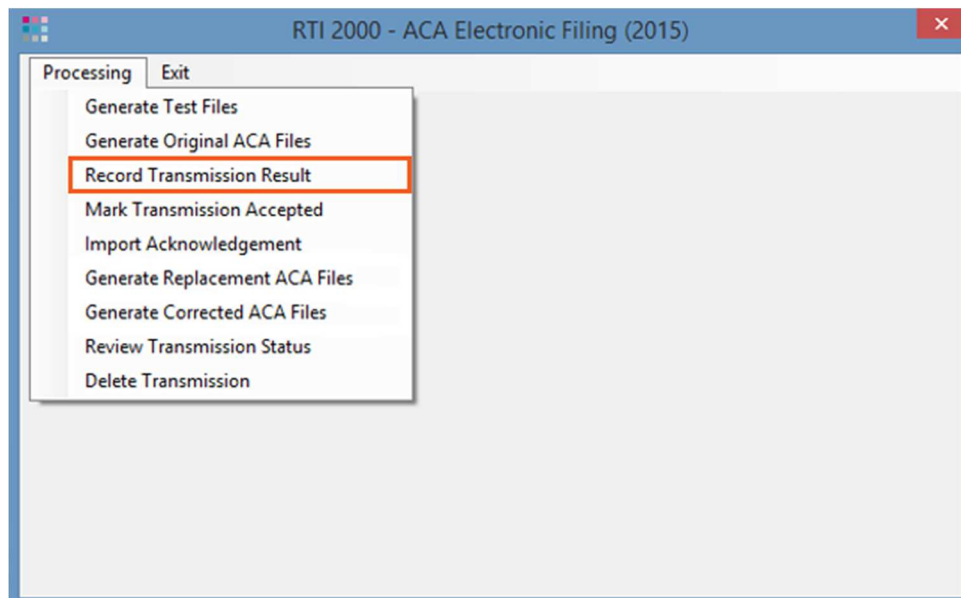 RTI 2000 - ACA Electronic Filing (2015)
Processing Exit
Generate Test Files
Generate Original ACA Files
Record Transmission Result
Mark Transmission Accepted
Import Acknowledgement
Generate Replacement ACA Files
Generate Corrected ACA Files
Review Transmission Status
Delete Transmission